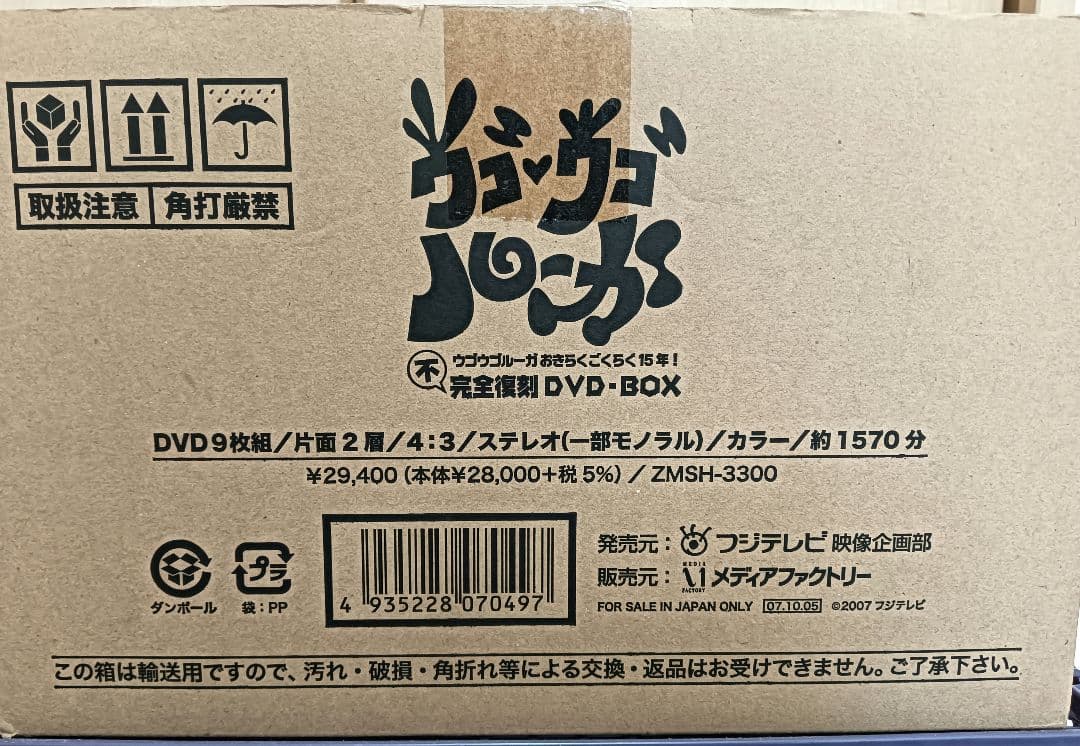 取扱注意 角打厳禁
ウゴウゴ
ルーガ
ウゴウゴルーガおきらくごくらく15年!
不 完全復刻DVD-BOX
DVD9枚組/片面2層/4:3/ステレオ(一部モノラル)/カラー/約1570分
¥29,400(本体¥28,000+税5%)/ZMSH-3300
ダンボール
プラ
袋:PP
4 935228 070497
発売元:フジテレビ映像企画部
販売元:MEDIA FACTORY メディアファクトリー
FOR SALE IN JAPAN ONLY 07.10.05 ©2007 フジテレビ
この箱は輸送用ですので、汚れ・破損・角折れ等による交換・返品はお受けできません。ご了承下さい。